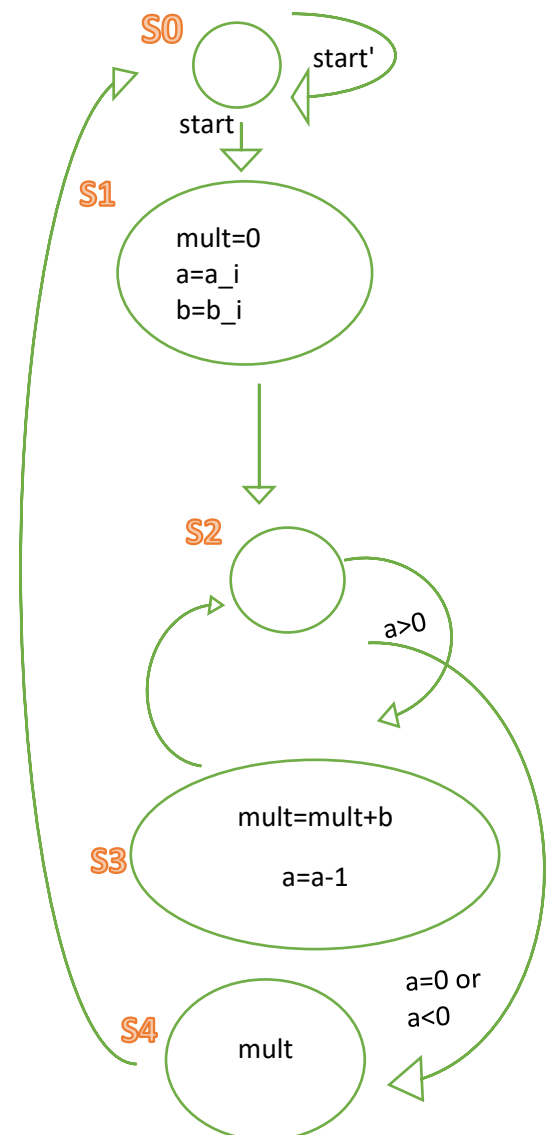 S0
start'
start
S1
mult=0
a=a_i
b=b_i
S2
a>0
mult=mult+b
S3
a=a-1
a=0 or
a<0
S4
mult